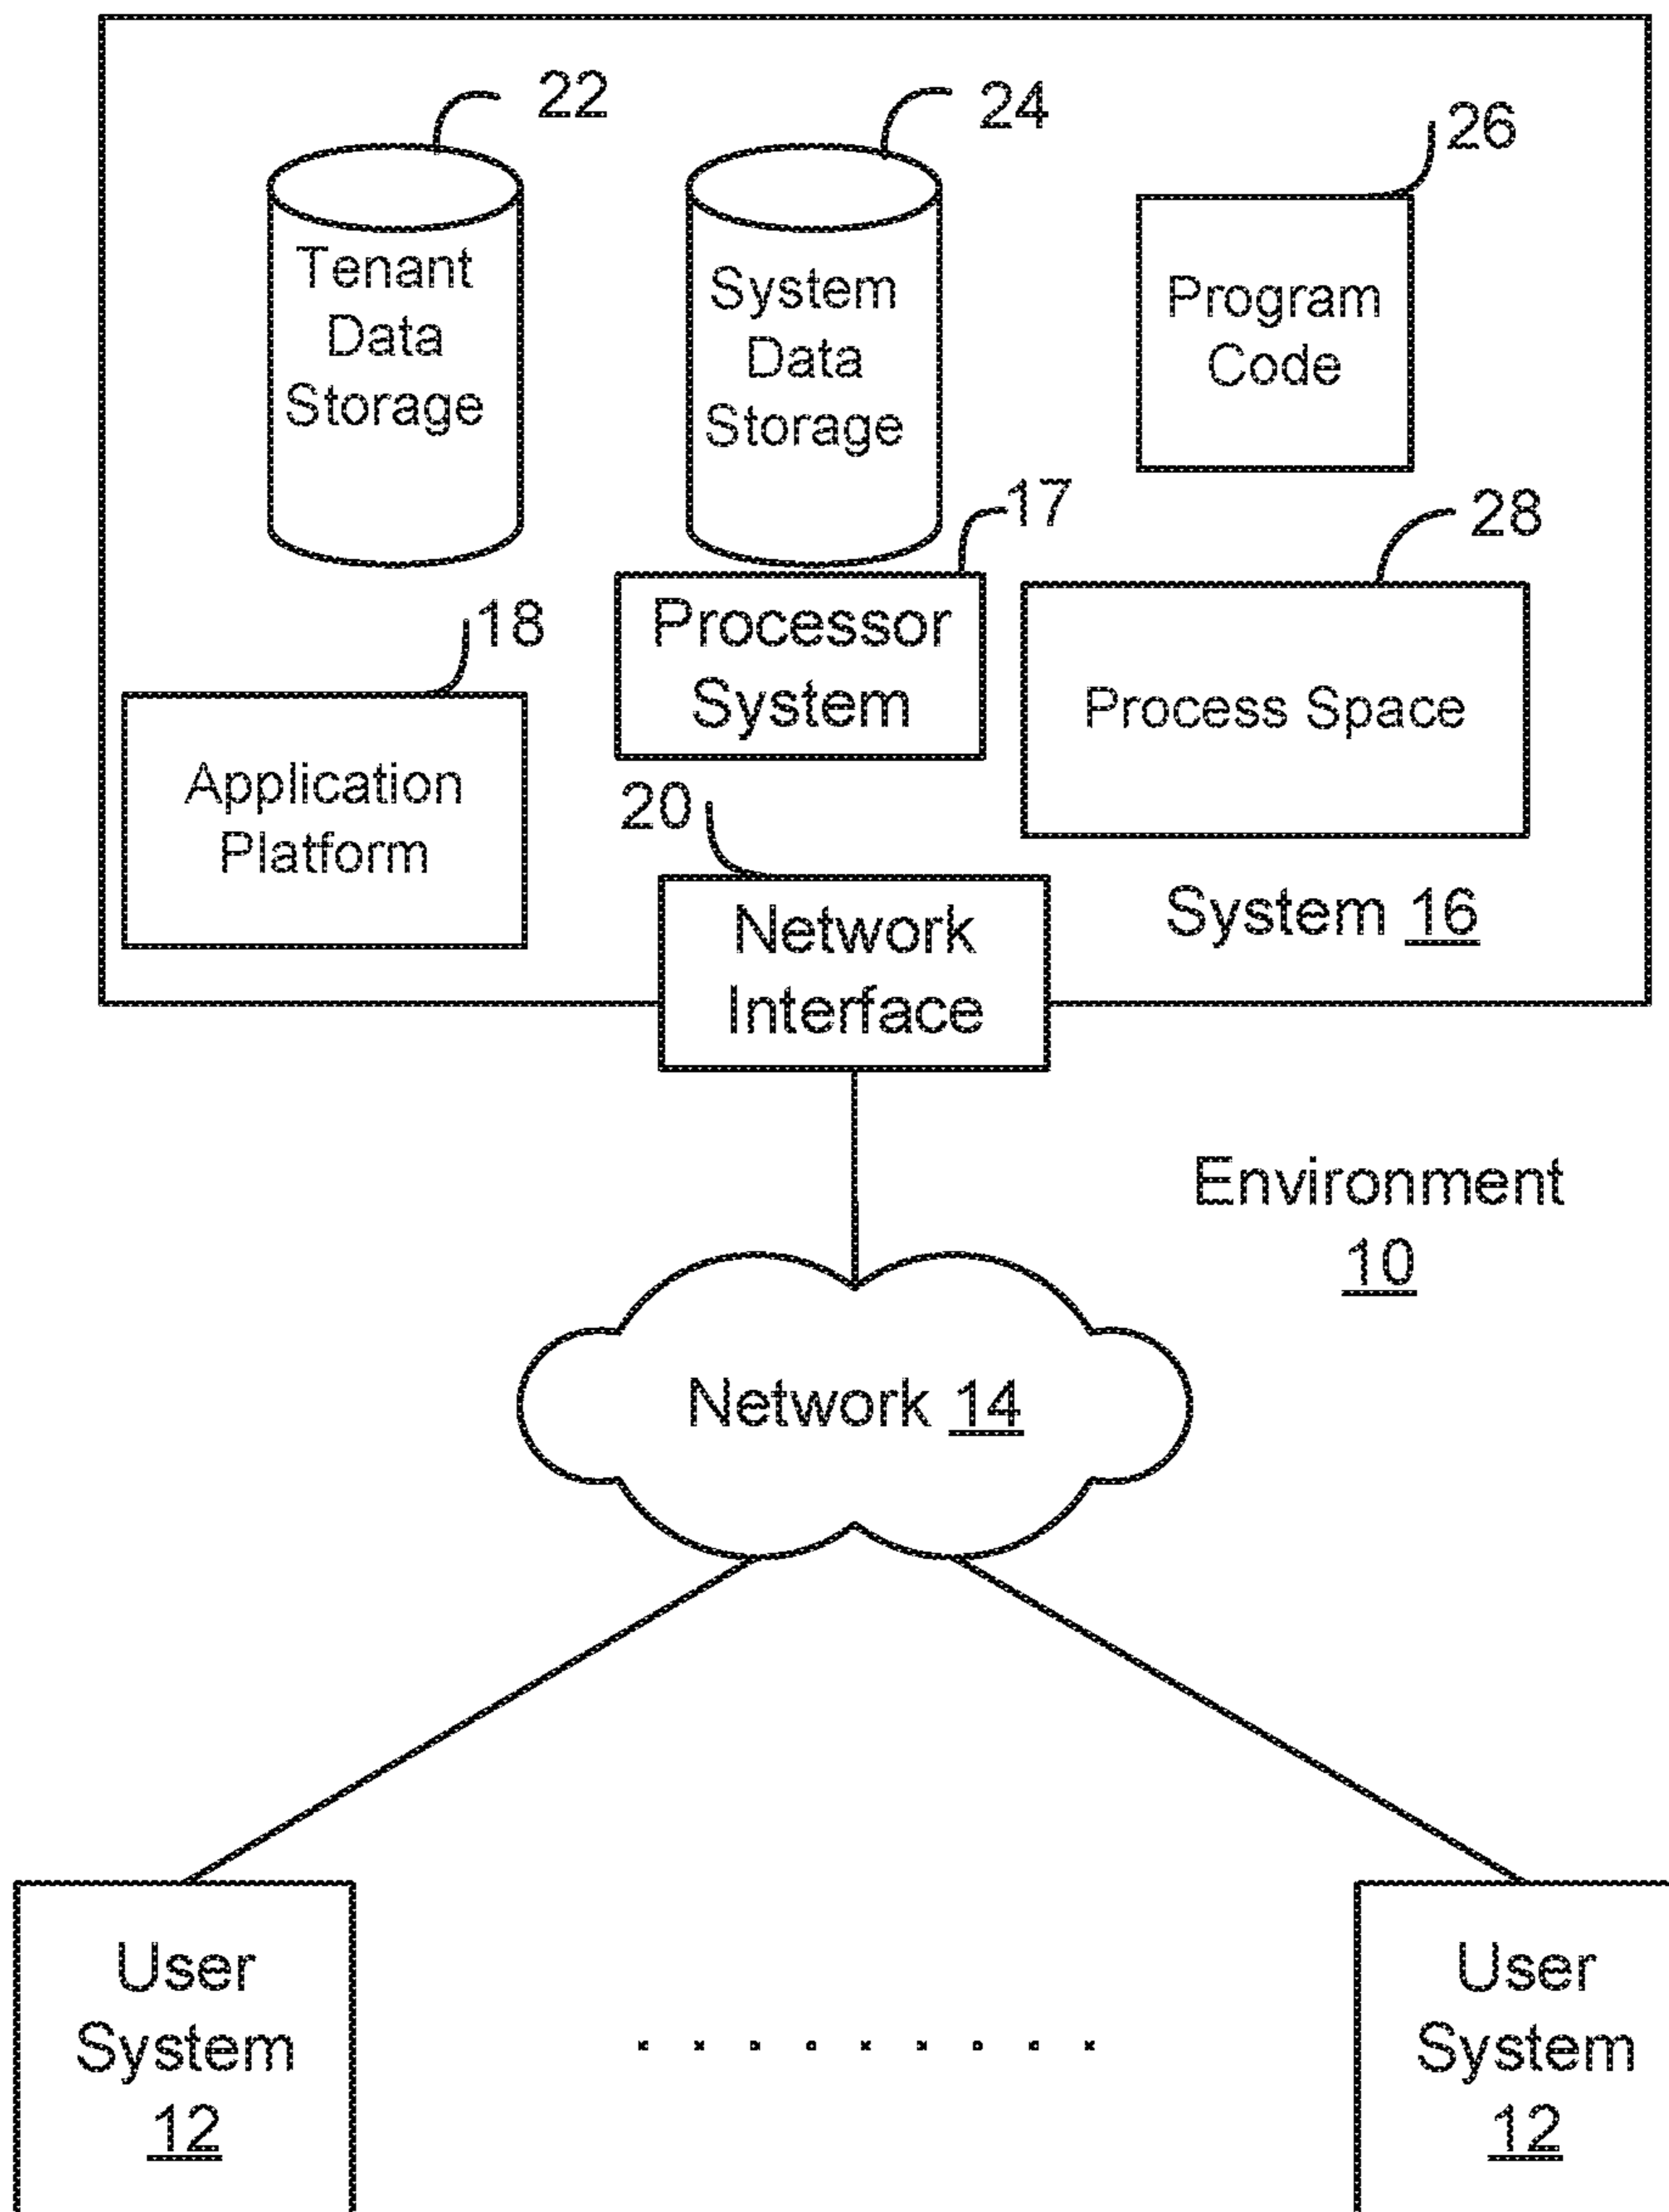 22
24
26
Tenant
Data
Storage
System
Data
Storage
Program
Code
17
28
18
Processor
System
Process Space
Application
Platform
20
Network
Interface
System 16
Environment
10
Network 14
User
System
12
User
System
12